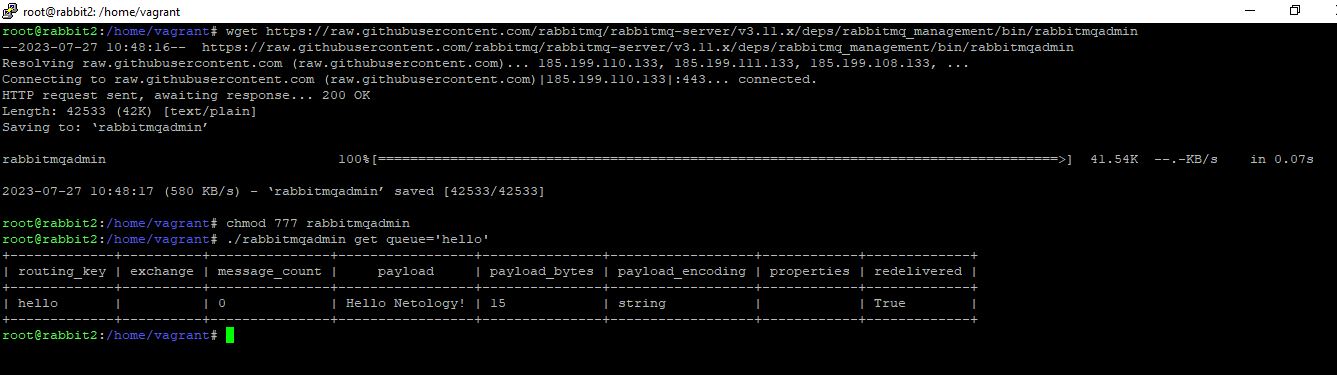 root@rabbit2: /home/vagrant
root@rabbit2:/home/vagrant# wget https://raw.githubusercontent.com/rabbitmq/rabbitmq-server/v3.11.x/deps/rabbitmq_management/bin/rabbitmqadmin
--2023-07-27 10:48:16--  https://raw.githubusercontent.com/rabbitmq/rabbitmq-server/v3.11.x/deps/rabbitmq_management/bin/rabbitmqadmin
Resolving raw.githubusercontent.com (raw.githubusercontent.com)... 185.199.110.133, 185.199.111.133, 185.199.108.133, ...
Connecting to raw.githubusercontent.com (raw.githubusercontent.com)|185.199.110.133|:443... connected.
HTTP request sent, awaiting response... 200 OK
Length: 42533 (42K) [text/plain]
Saving to: ‘rabbitmqadmin’
rabbitmqadmin                             100%[=====================================================================================>]  41.54K  --.-KB/s    in 0.07s
2023-07-27 10:48:17 (580 KB/s) - ‘rabbitmqadmin’ saved [42533/42533]
root@rabbit2:/home/vagrant# chmod 777 rabbitmqadmin
root@rabbit2:/home/vagrant# ./rabbitmqadmin get queue='hello'
+-------------+----------+---------------+-----------------+---------------+------------------+------------+-------------+
| routing_key | exchange | message_count |     payload     | payload_bytes | payload_encoding | properties | redelivered |
+-------------+----------+---------------+-----------------+---------------+------------------+------------+-------------+
| hello       |          | 0             | Hello Netology! | 15            | string           |            | True        |
+-------------+----------+---------------+-----------------+---------------+------------------+------------+-------------+
root@rabbit2:/home/vagrant#